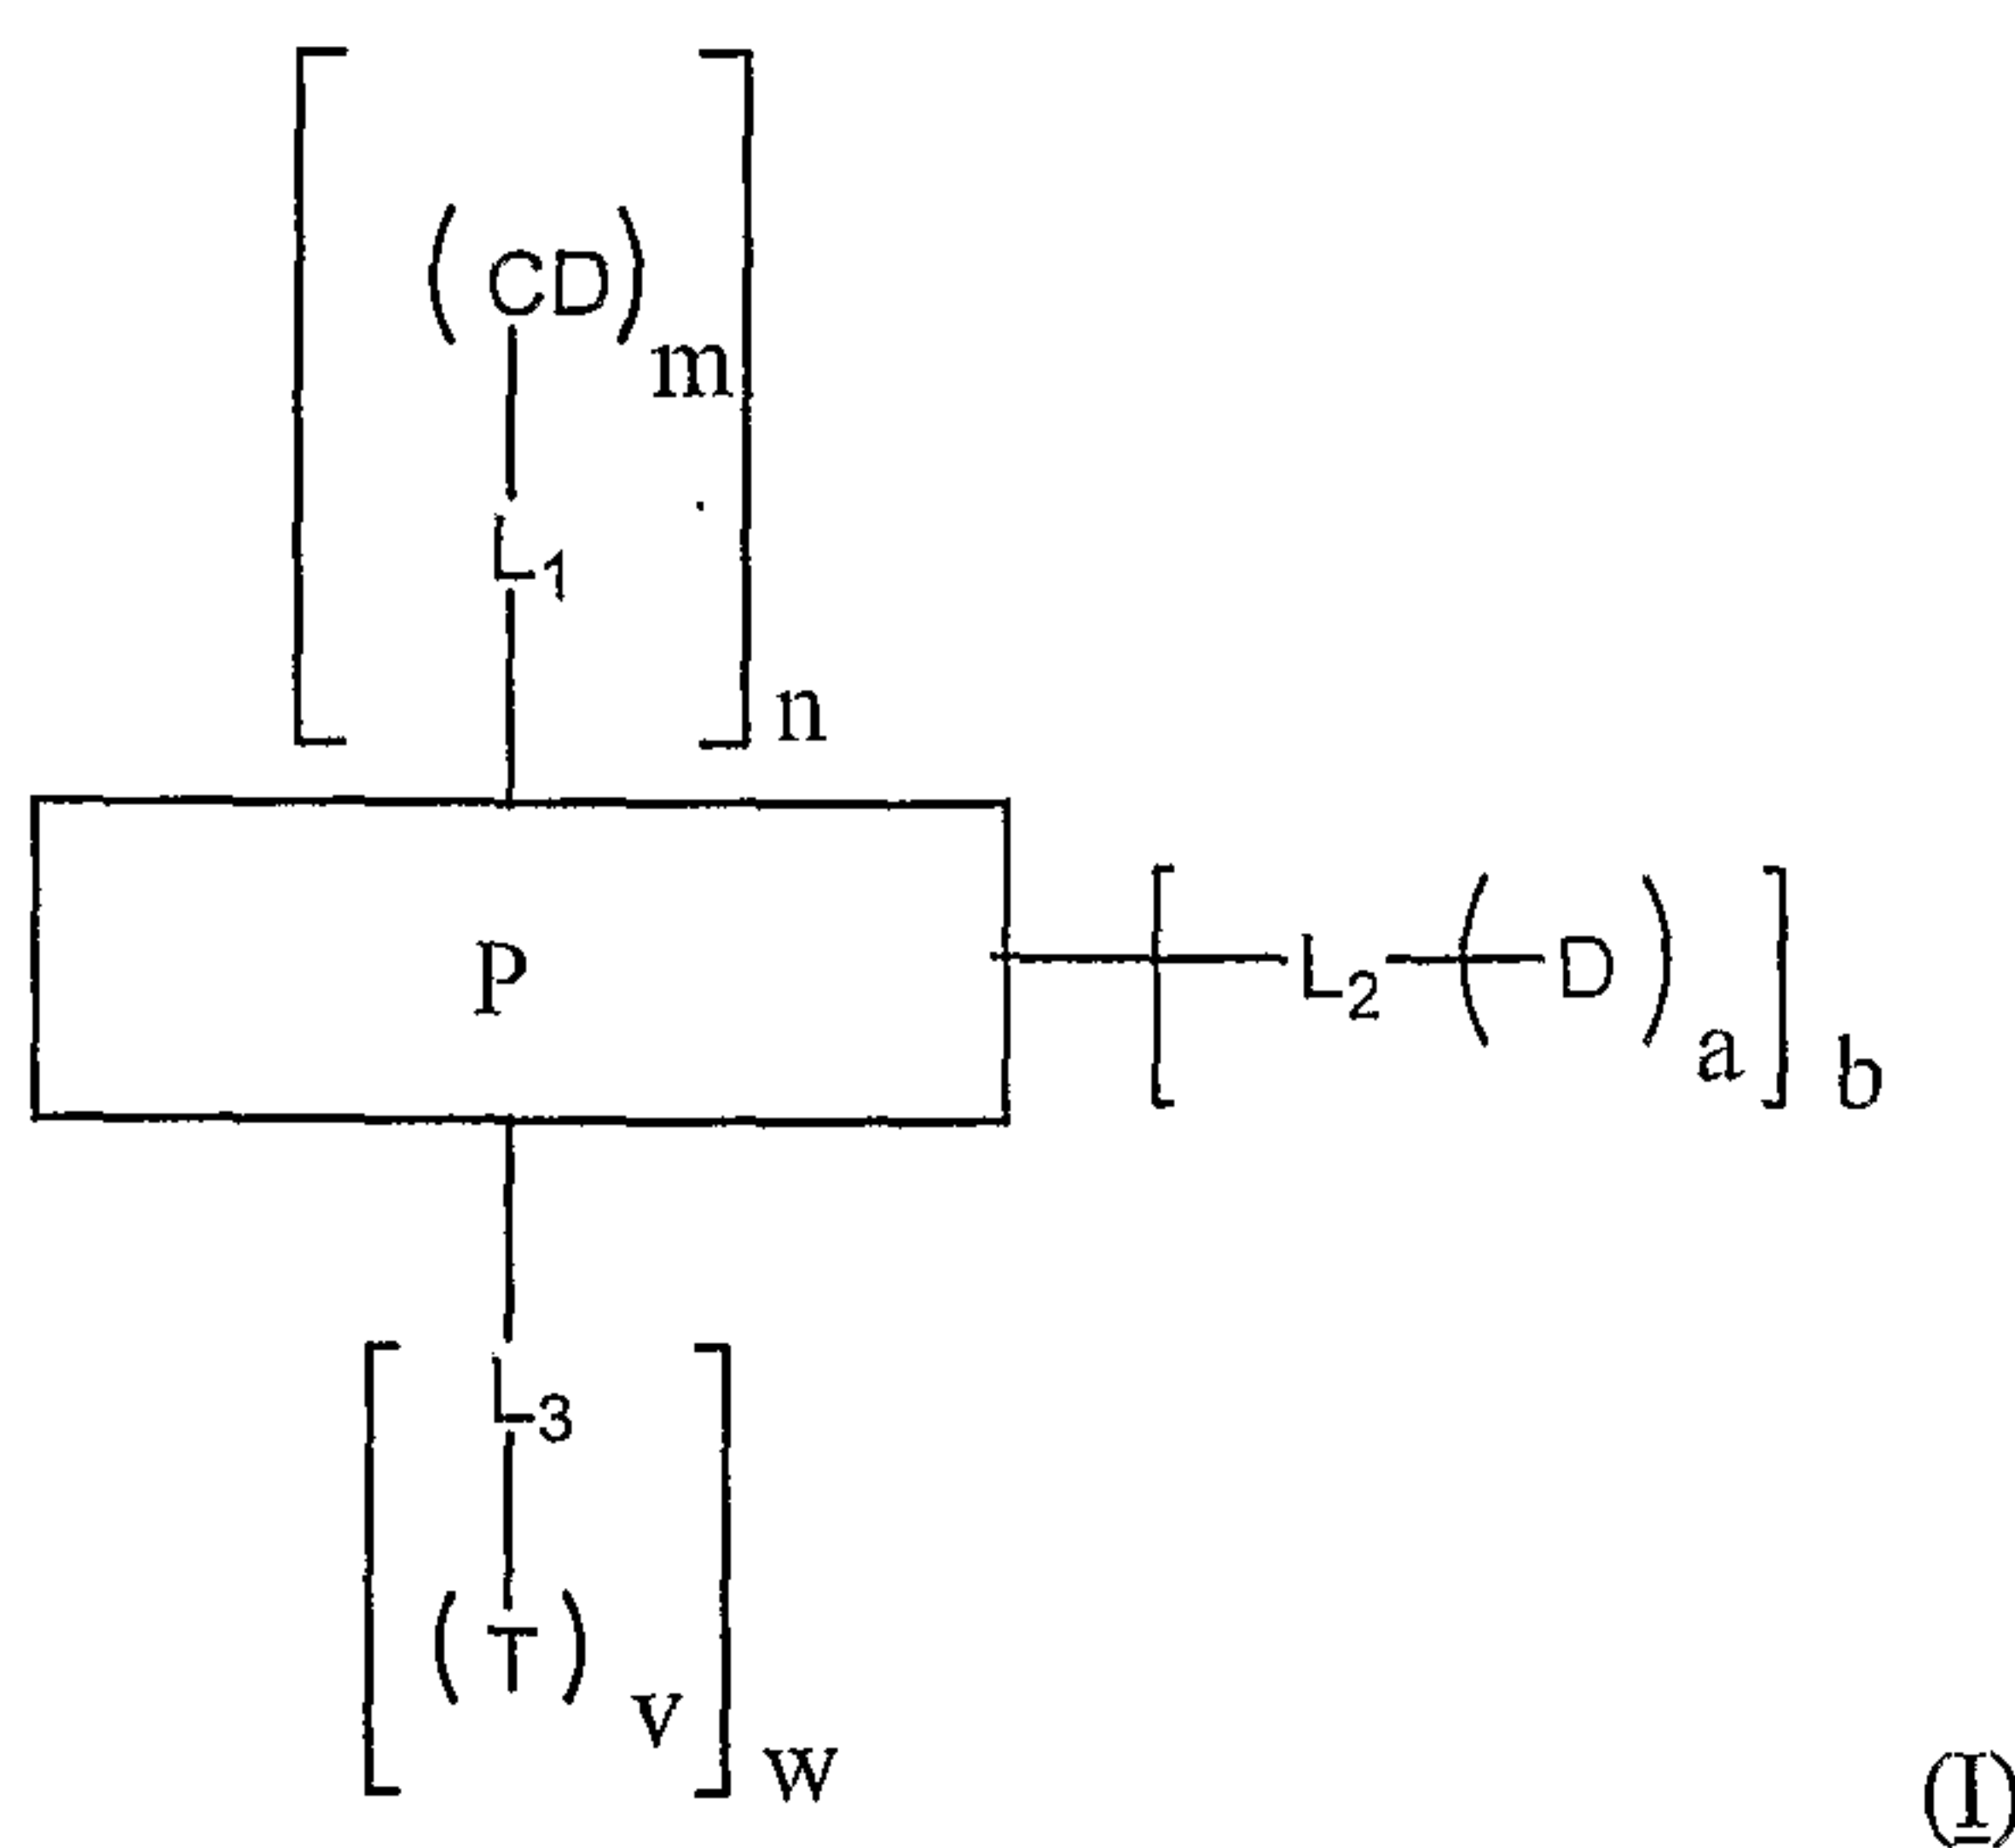 (CD)m
L1
n
P
[L2-(D)a]b
L3
(T)v
w
(I)